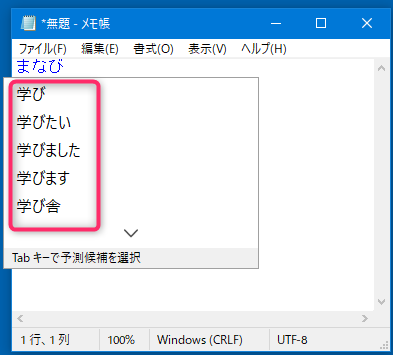 *無題 - メモ帳
ファイル(F) 編集(E) 書式(O) 表示(V) ヘルプ(H)
まなび
学び
学びたい
学びました
学びます
学び舎
Tab キーで予測候補を選択
1 行、1 列 100% Windows (CRLF) UTF-8